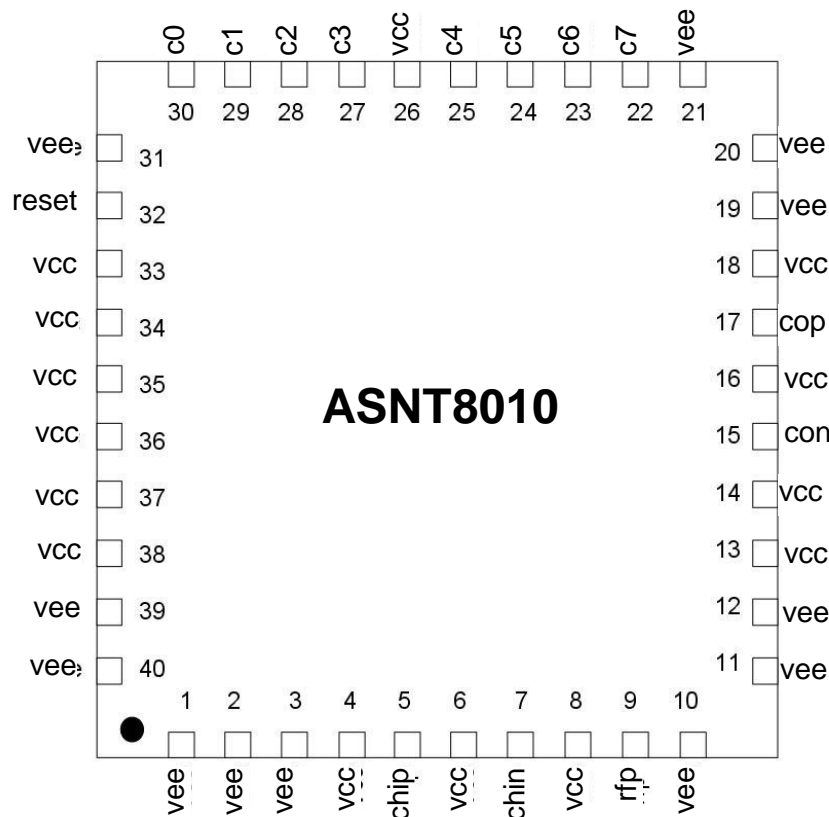 c0 c1 c2 c3 vcc c4 c5 c6 c7 vee
30 29 28 27 26 25 24 23 22 21
vee 31 20 vee
reset 32 19 vee
vcc 33 18 vcc
vcc 34 17 cop
vcc 35 16 vcc
ASNT8010
vcc 36 15 con
vcc 37 14 vcc
vcc 38 13 vcc
vee 39 12 vee
vee 40 11 vee
1 2 3 4 5 6 7 8 9 10
vee vee vee vcc chip vcc chin vcc rfp vee